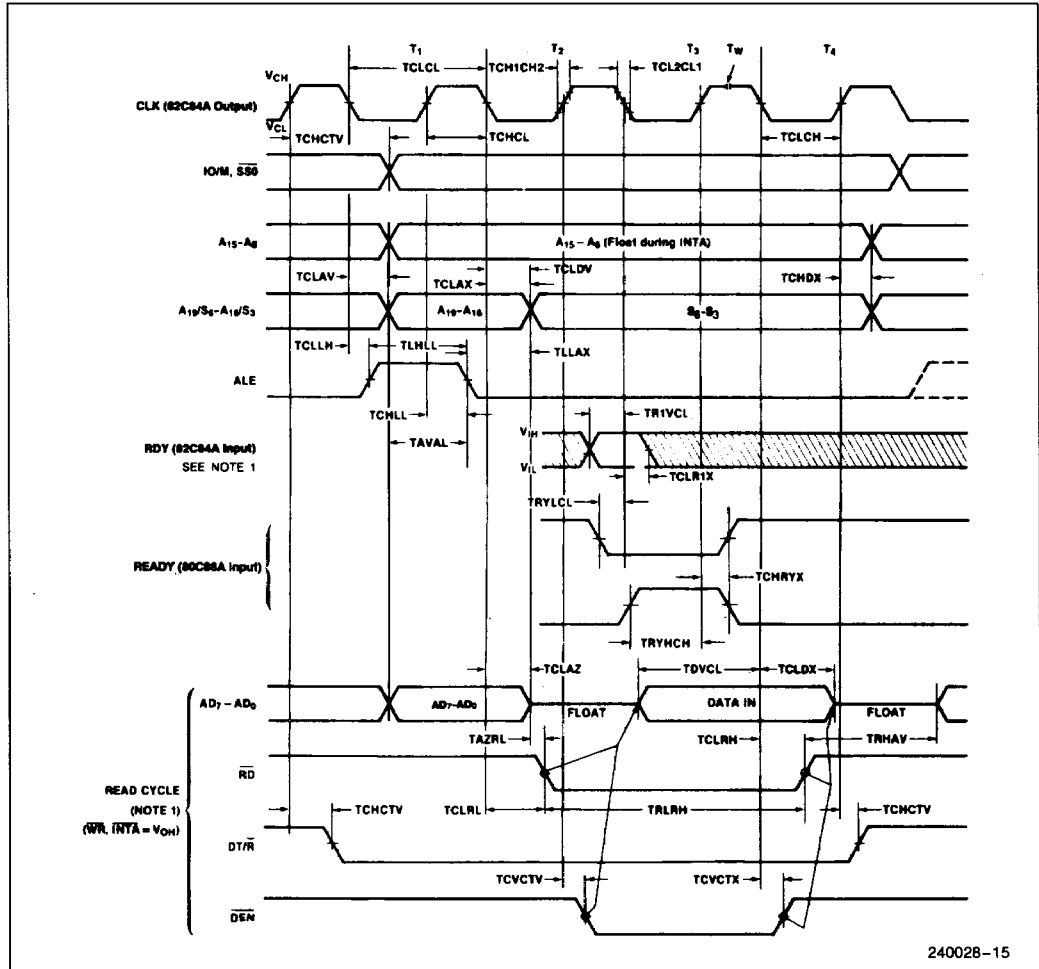 T1 T2 T3 TW T4
TCLCL TCH1CH2 TCL2CL1
VCH
CLK (82C84A Output)
VCL
TCHCTV TCHCL TCLCH
IO/M, SS0
A15-A8 A15 – A8 (Float during INTA)
TCLDV
TCLAV TCLAX TCHDX
A19/S6-A16/S3 A19-A16 S6-S3
TCLLH TLHLL TLLAX
ALE
TCHLL TR1VCL
TAVAL
VIH
RDY (82C84A Input)
SEE NOTE 1
VIL
TCLR1X
TRYLCL
READY (80C88A Input)
TCHRYX
TRYHCH
TCLAZ TDVCL TCLDX
AD7 – AD0 AD7-AD0 FLOAT DATA IN FLOAT
TAZRL TCLRH TRHAV
RD
READ CYCLE
(NOTE 1)
(WR, INTA = VOH)
TCHCTV TCLRL TRLRH TCHCTV
DT/R
TCVCTV TCVCTX
DEN
240028–15